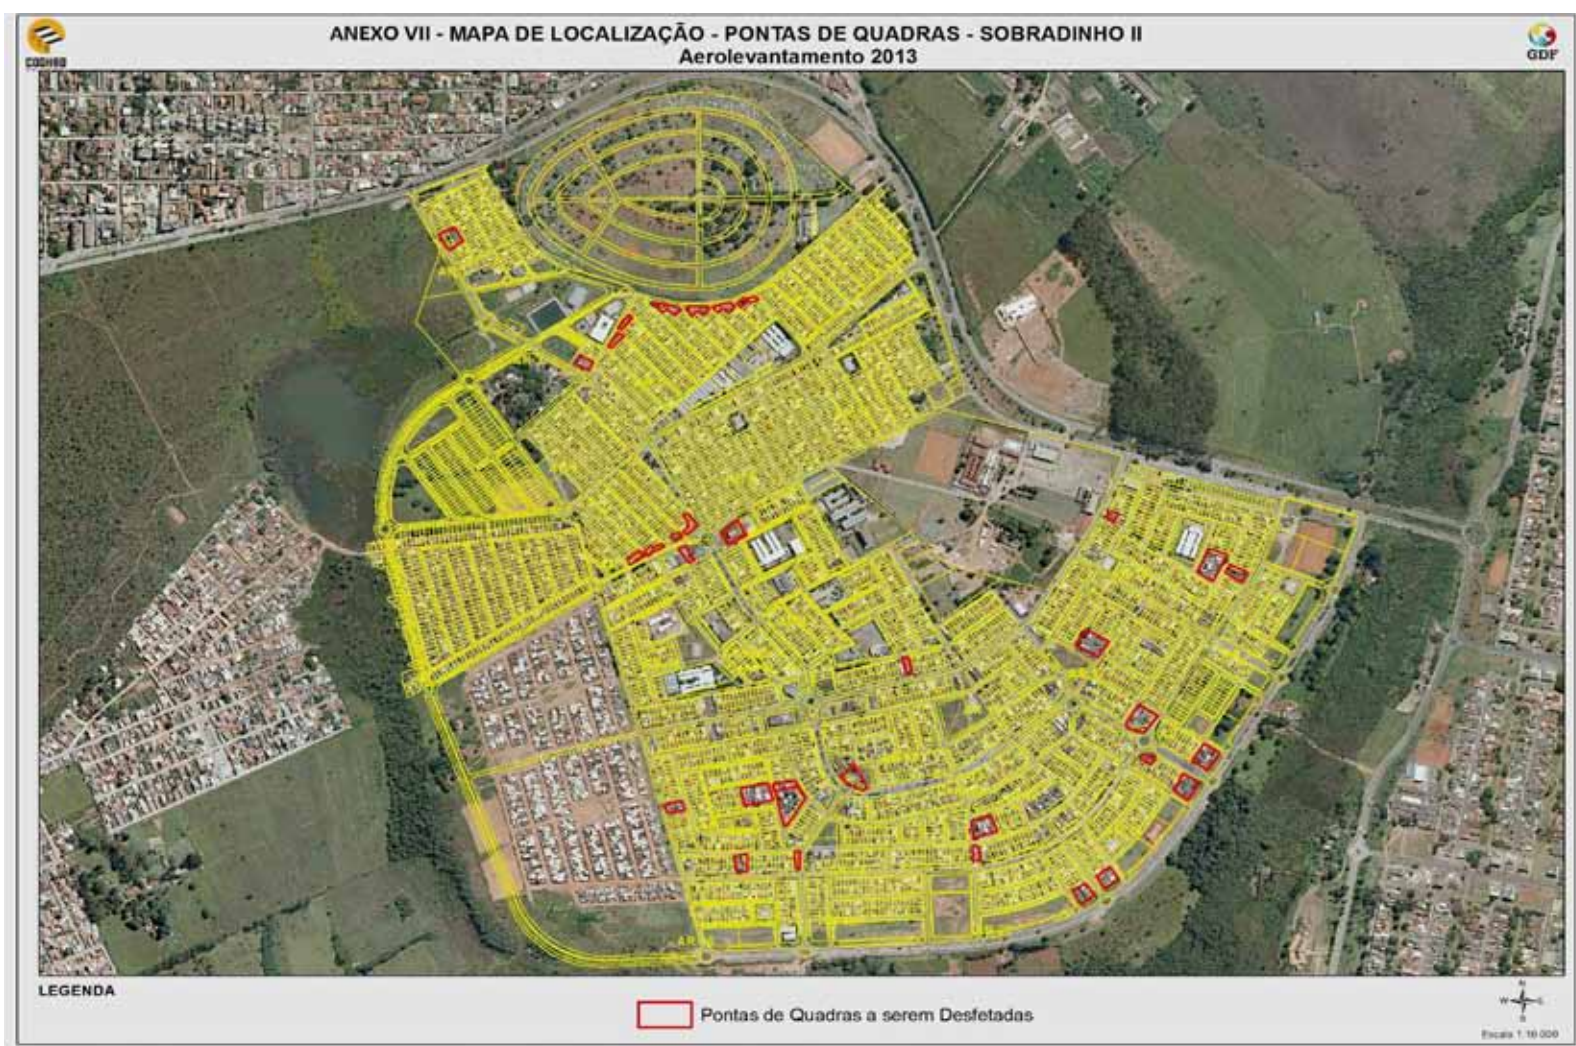 ANEXO VII - MAPA DE LOCALIZAÇÃO - PONTAS DE QUADRAS - SOBRADINHO II
Aerolevantamento 2013
CODHAB
GDF
LEGENDA
Pontas de Quadras a serem Desfetadas
N
W
L
S